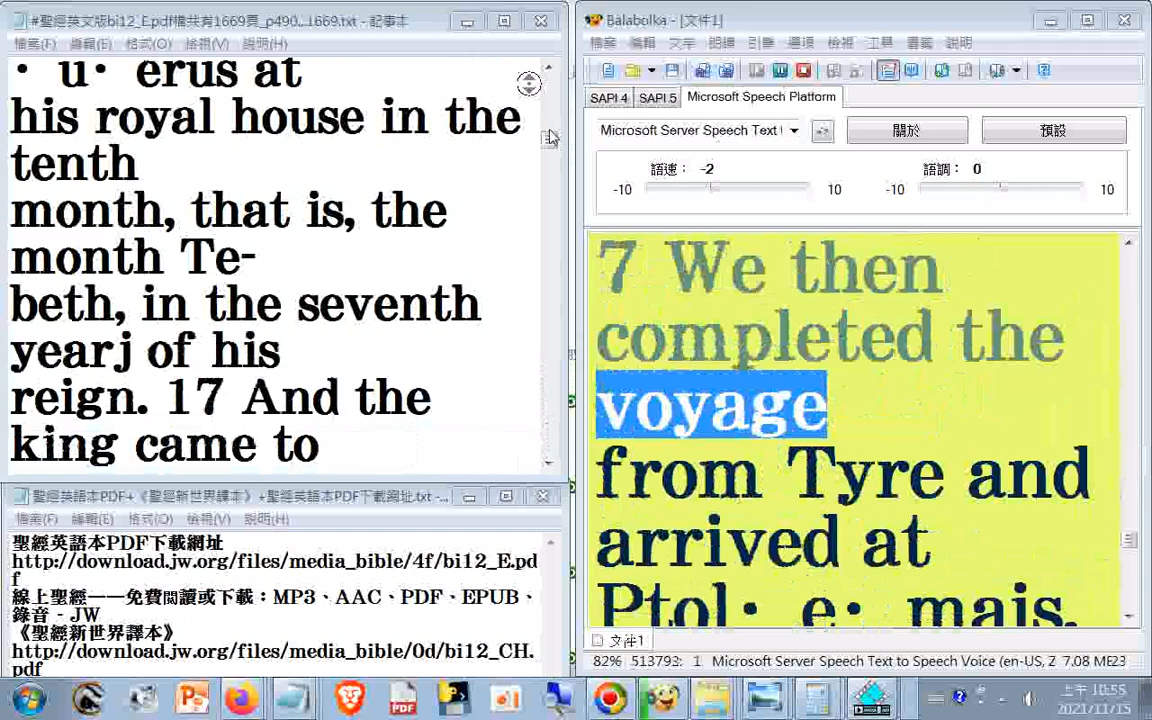 #聖經英文版bi12_E.pdf檔共有1669頁_p490...1669.txt - 記事本
檔案(F) 編輯(E) 格式(O) 檢視(V) 說明(H)
· u· erus at
his royal house in the
tenth
month, that is, the
month Te-
beth, in the seventh
yearj of his
reign. 17 And the
king came to
聖經英語本PDF+《聖經新世界譯本》+聖經英語本PDF下載網址.txt -...
檔案(F) 編輯(E) 格式(O) 檢視(V) 說明(H)
聖經英語本PDF下載網址
http://download.jw.org/files/media_bible/4f/bi12_E.pd
f
線上聖經——免費閱讀或下載：MP3、AAC、PDF、EPUB、
錄音 - JW
《聖經新世界譯本》
http://download.jw.org/files/media_bible/0d/bi12_CH.
pdf
Balabolka - [文件1]
檔案 編輯 文字 朗讀 引擎 選項 檢視 工具 書籤 說明
SAPI 4 SAPI 5 Microsoft Speech Platform
Microsoft Server Speech Text 關於 預設
語速： -2 語調： 0
-10 10 -10 10
7 We then
completed the
voyage
from Tyre and
arrived at
Ptol· e· mais,
文件1
82% 513793: 1 Microsoft Server Speech Text to Speech Voice (en-US, Z 7.08 ME23
PDF
上午 10:55
2021/11/15